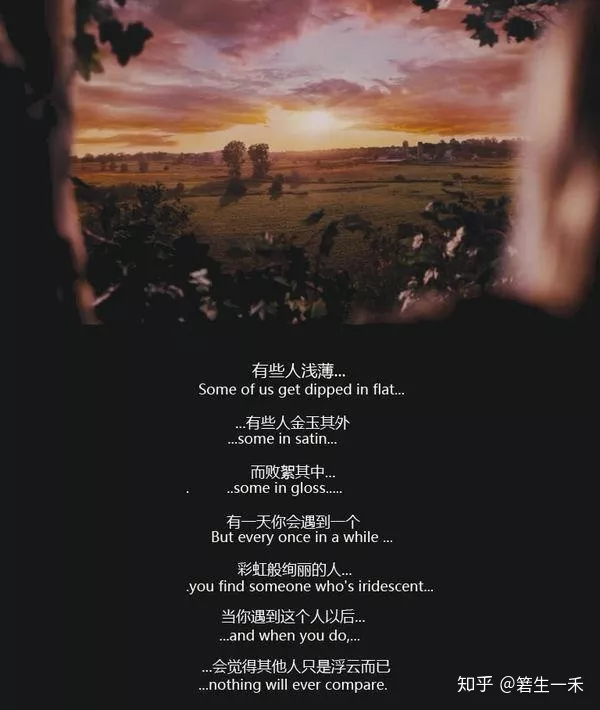 有些人浅薄...
Some of us get dipped in flat...
...有些人金玉其外
...some in satin...
而败絮其中...
. ..some in gloss.....
有一天你会遇到一个
But every once in a while ...
彩虹般绚丽的人...
.you find someone who's iridescent...
当你遇到这个人以后...
...and when you do,...
...会觉得其他人只是浮云而已
...nothing will ever compare.
知乎 @箬生一禾